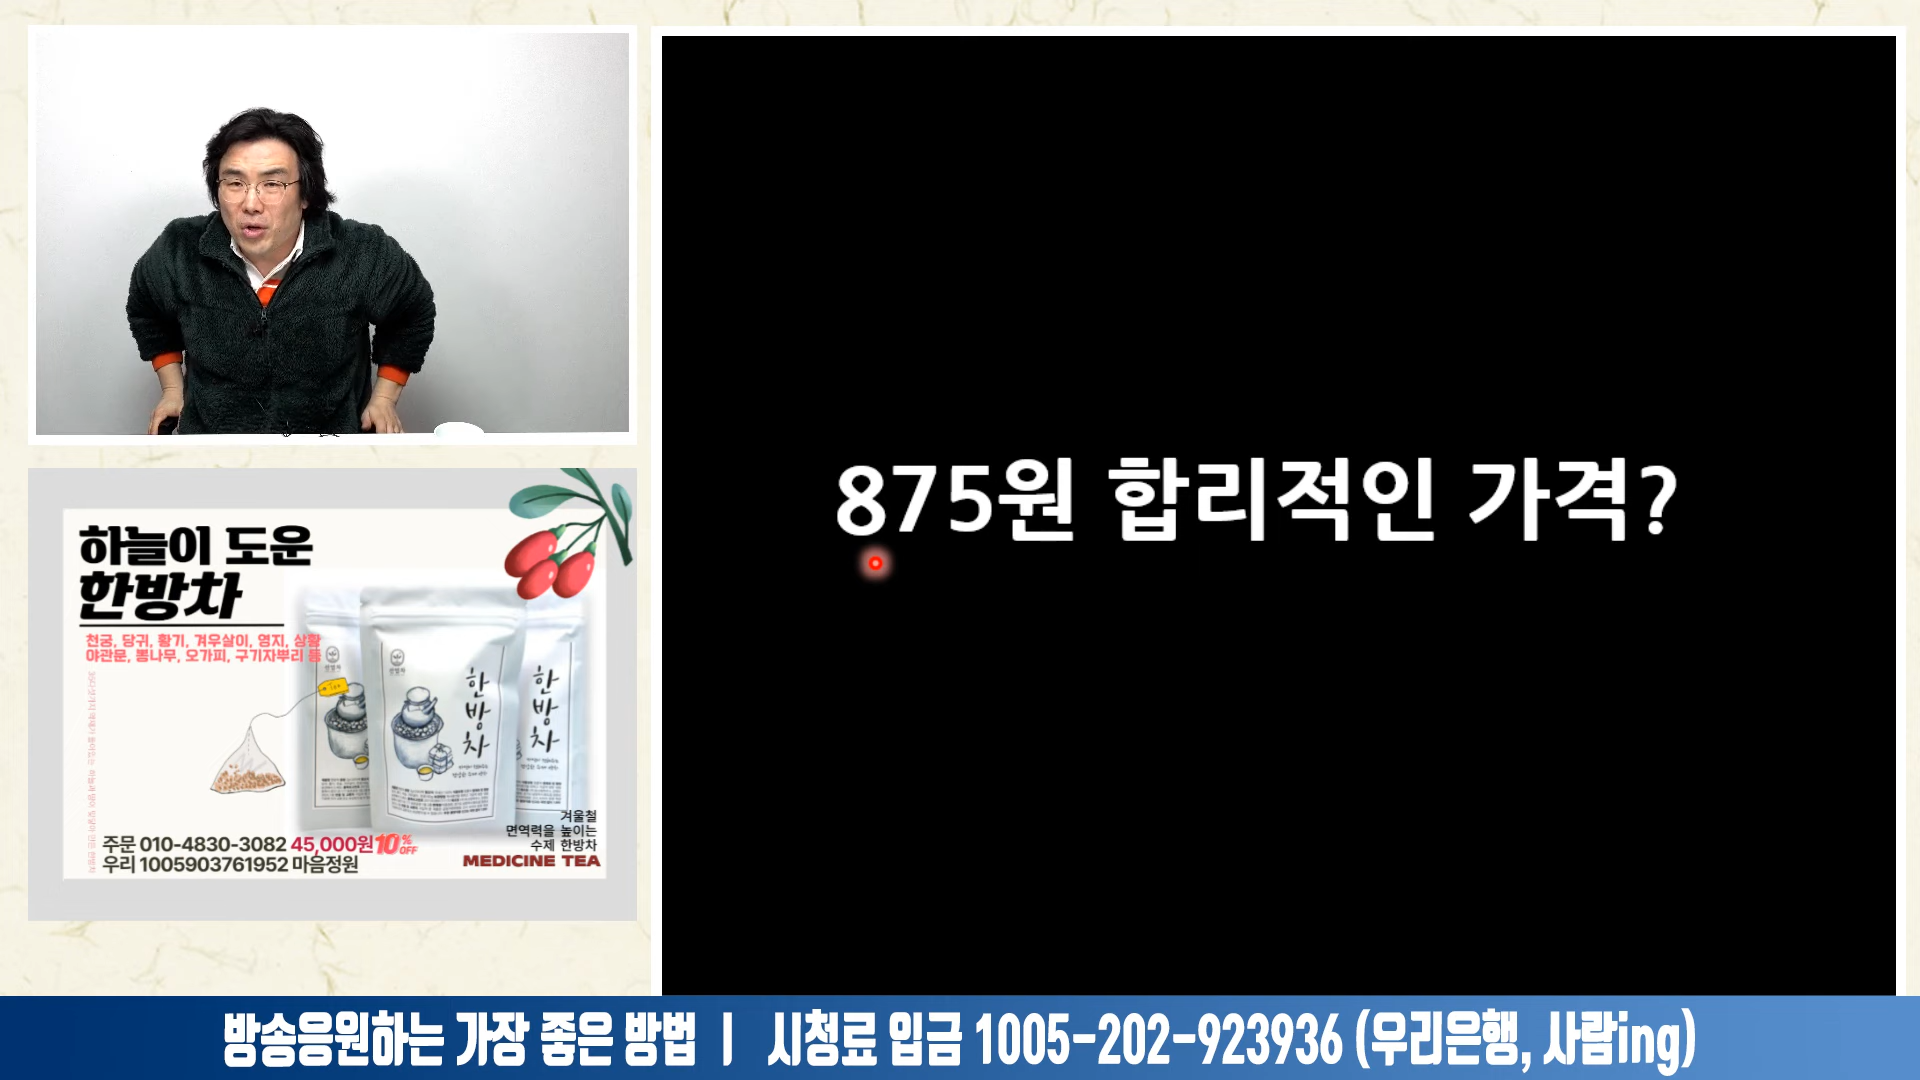 875원 합리적인 가격?
하늘이 도운
한방차
천궁, 당귀, 황기, 겨우살이, 영지, 상황
야관문, 뽕나무, 오가피, 구기자뿌리 등
한방차
한방차
겨울철
면역력을 높이는
수제 한방차
MEDICINE TEA
주문 010-4830-3082 45,000원 10% OFF
우리 1005903761952 마음정원
방송응원하는 가장 좋은 방법 ㅣ 시청료 입금 1005-202-923936 (우리은행, 사람ing)